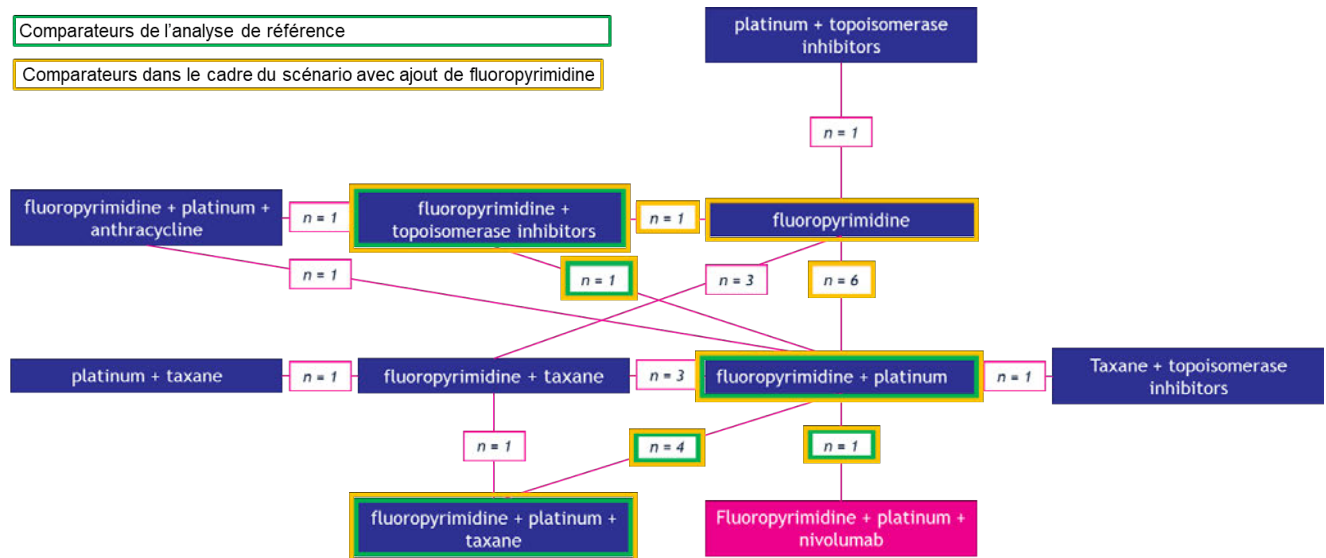 Comparateurs de l'analyse de référence
Comparateurs dans le cadre du scénario avec ajout de fluoropyrimidine
platinum + topoisomerase
inhibitors
n = 1
fluoropyrimidine + platinum +
anthracycline
n = 1
fluoropyrimidine +
topoisomerase inhibitors
n = 1
fluoropyrimidine
n = 1
n = 1
n = 3
n = 6
platinum + taxane
n = 1
fluoropyrimidine + taxane
n = 3
fluoropyrimidine + platinum
n = 1
Taxane + topoisomerase
inhibitors
n = 1
n = 4
n = 1
fluoropyrimidine + platinum +
taxane
Fluoropyrimidine + platinum +
nivolumab